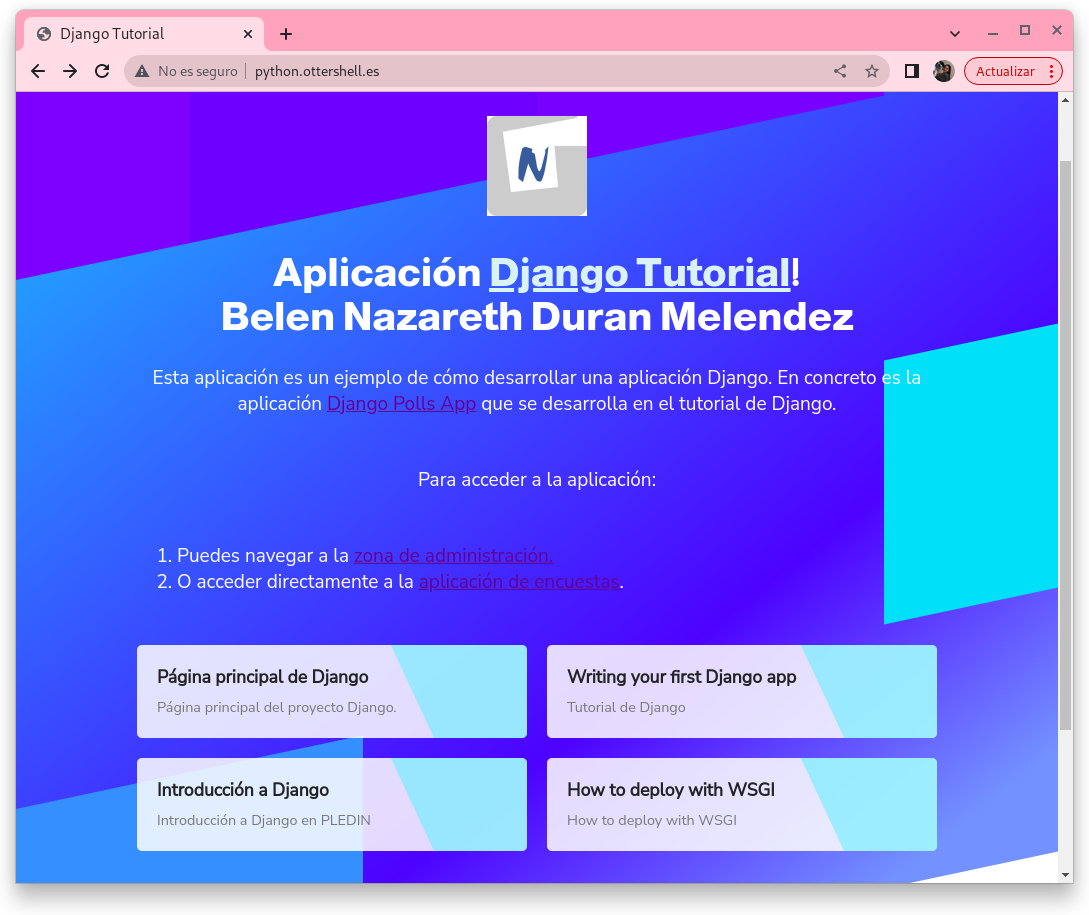 Django Tutorial
No es seguro
python.ottershell.es
Actualizar
N
Aplicación Django Tutorial!
Belen Nazareth Duran Melendez
Esta aplicación es un ejemplo de cómo desarrollar una aplicación Django. En concreto es la
aplicación Django Polls App que se desarrolla en el tutorial de Django.
Para acceder a la aplicación:
1. Puedes navegar a la zona de administración.
2. O acceder directamente a la aplicación de encuestas.
Página principal de Django
Página principal del proyecto Django.
Writing your first Django app
Tutorial de Django
Introducción a Django
Introducción a Django en PLEDIN
How to deploy with WSGI
How to deploy with WSGI